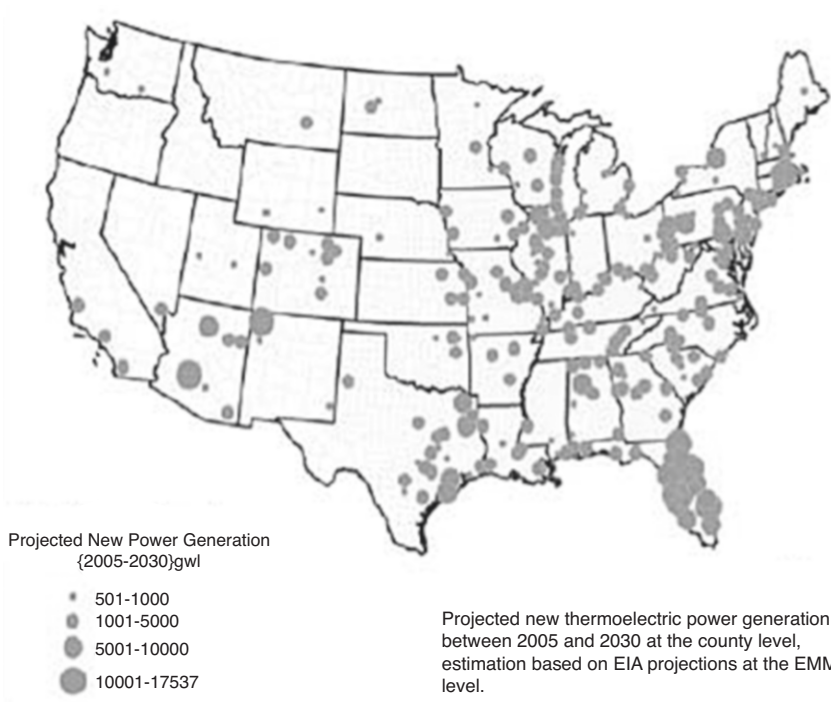 Projected New Power Generation
{2005-2030}gwl
501-1000
1001-5000
5001-10000
10001-17537
Projected new thermoelectric power generation
between 2005 and 2030 at the county level,
estimation based on EIA projections at the EMM
level.